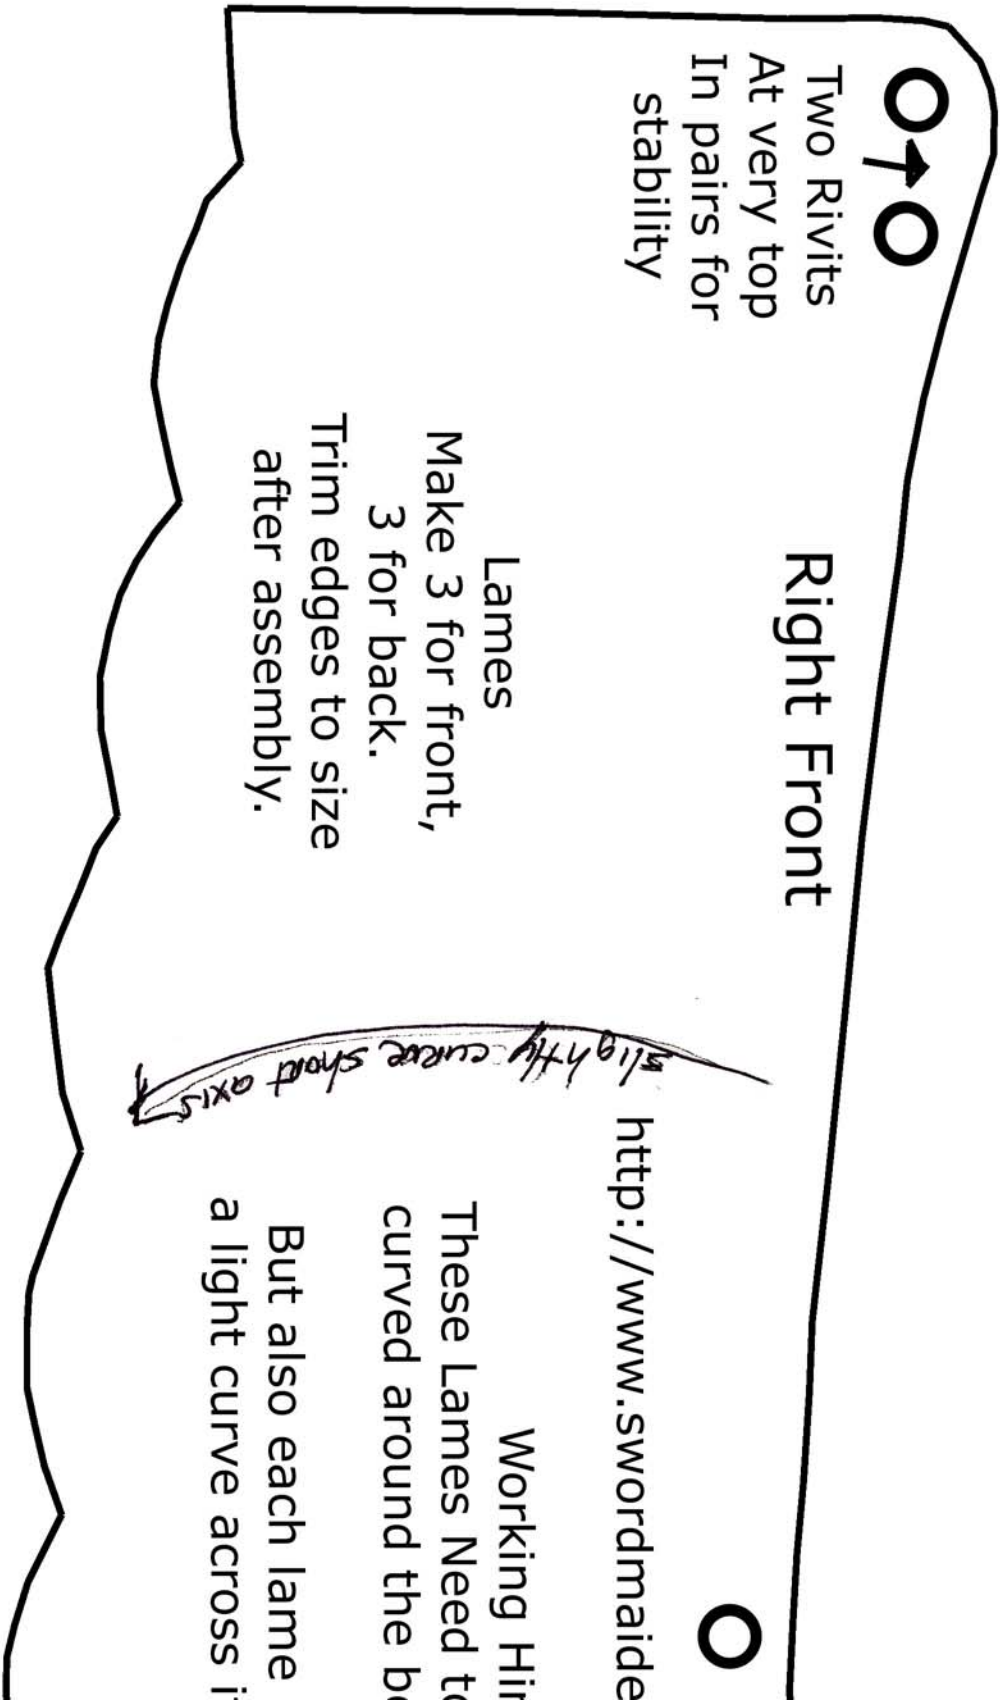 Right Front
Two Rivits
At very top
In pairs for
stability
Lames
Make 3 for front,
3 for back.
Trim edges to size
after assembly.
slightly curve short axis
http://www.swordmaide
Working
These Lames Need to
curved around the
But also each lame
a light curve across